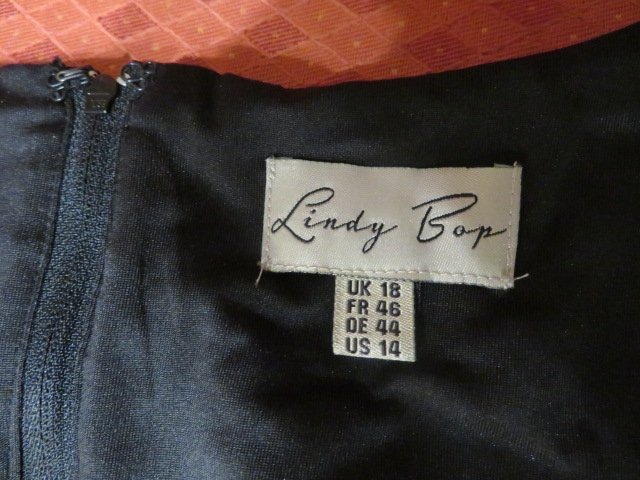 Lindy Bop
UK 18
FR 46
DE 44
US 14